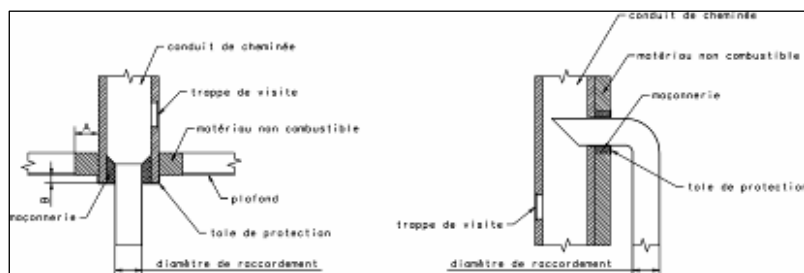 conduit de cheminée
trappe de visite
A
matériau non combustible
B
plafond
maçonnerie
tole de protection
diamètre de raccordement
conduit de cheminée
matériau non combustible
maçonnerie
tole de protection
trappe de visite
diamètre de raccordement